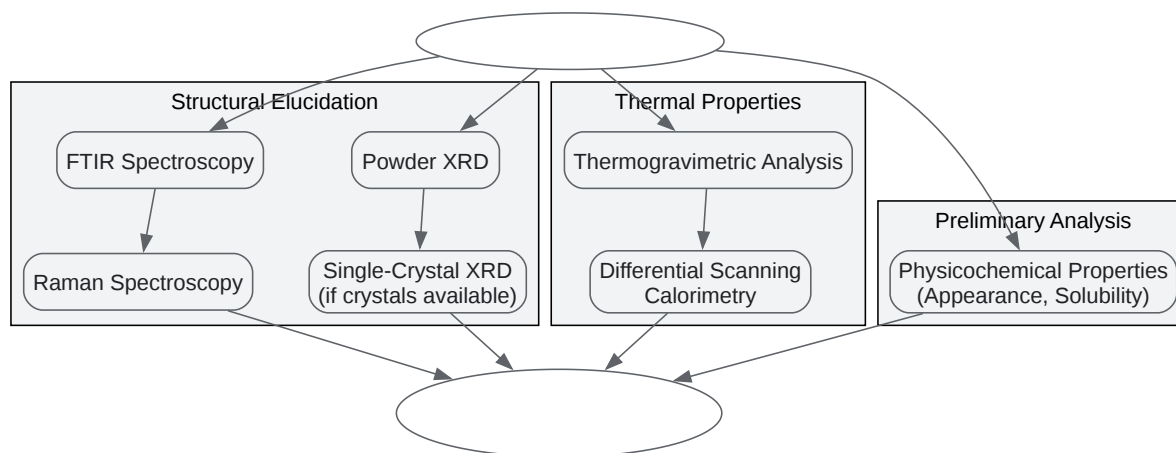 Structural Elucidation
Thermal Properties
FTIR Spectroscopy
Powder XRD
Thermogravimetric Analysis
Preliminary Analysis
Raman Spectroscopy
Single-Crystal XRD
(if crystals available)
Differential Scanning
Calorimetry
Physicochemical Properties
(Appearance, Solubility)